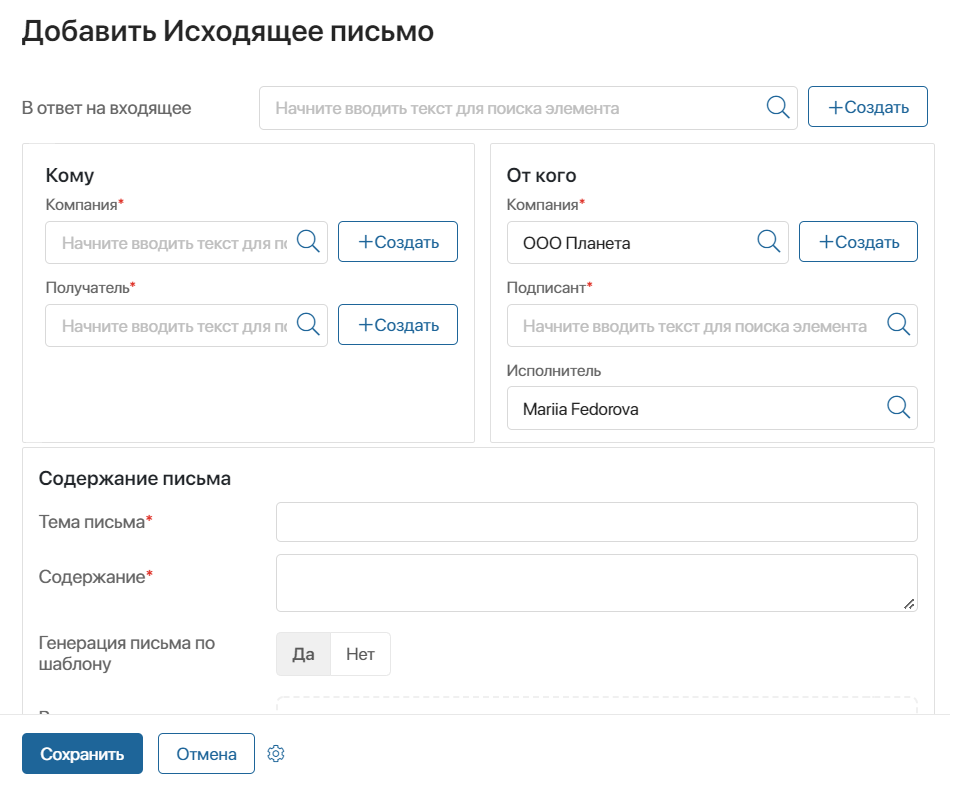 Добавить Исходящее письмо
В ответ на входящее
Начните вводить текст для поиска элемента
+Создать
Кому
Компания*
Начните вводить текст для по
+Создать
Получатель*
Начните вводить текст для по
+Создать
От кого
Компания*
ООО Планета
+Создать
Подписант*
Начните вводить текст для поиска элемента
Исполнитель
Mariia Fedorova
Содержание письма
Тема письма*
Содержание*
Генерация письма по
шаблону
Да
Нет
Сохранить
Отмена